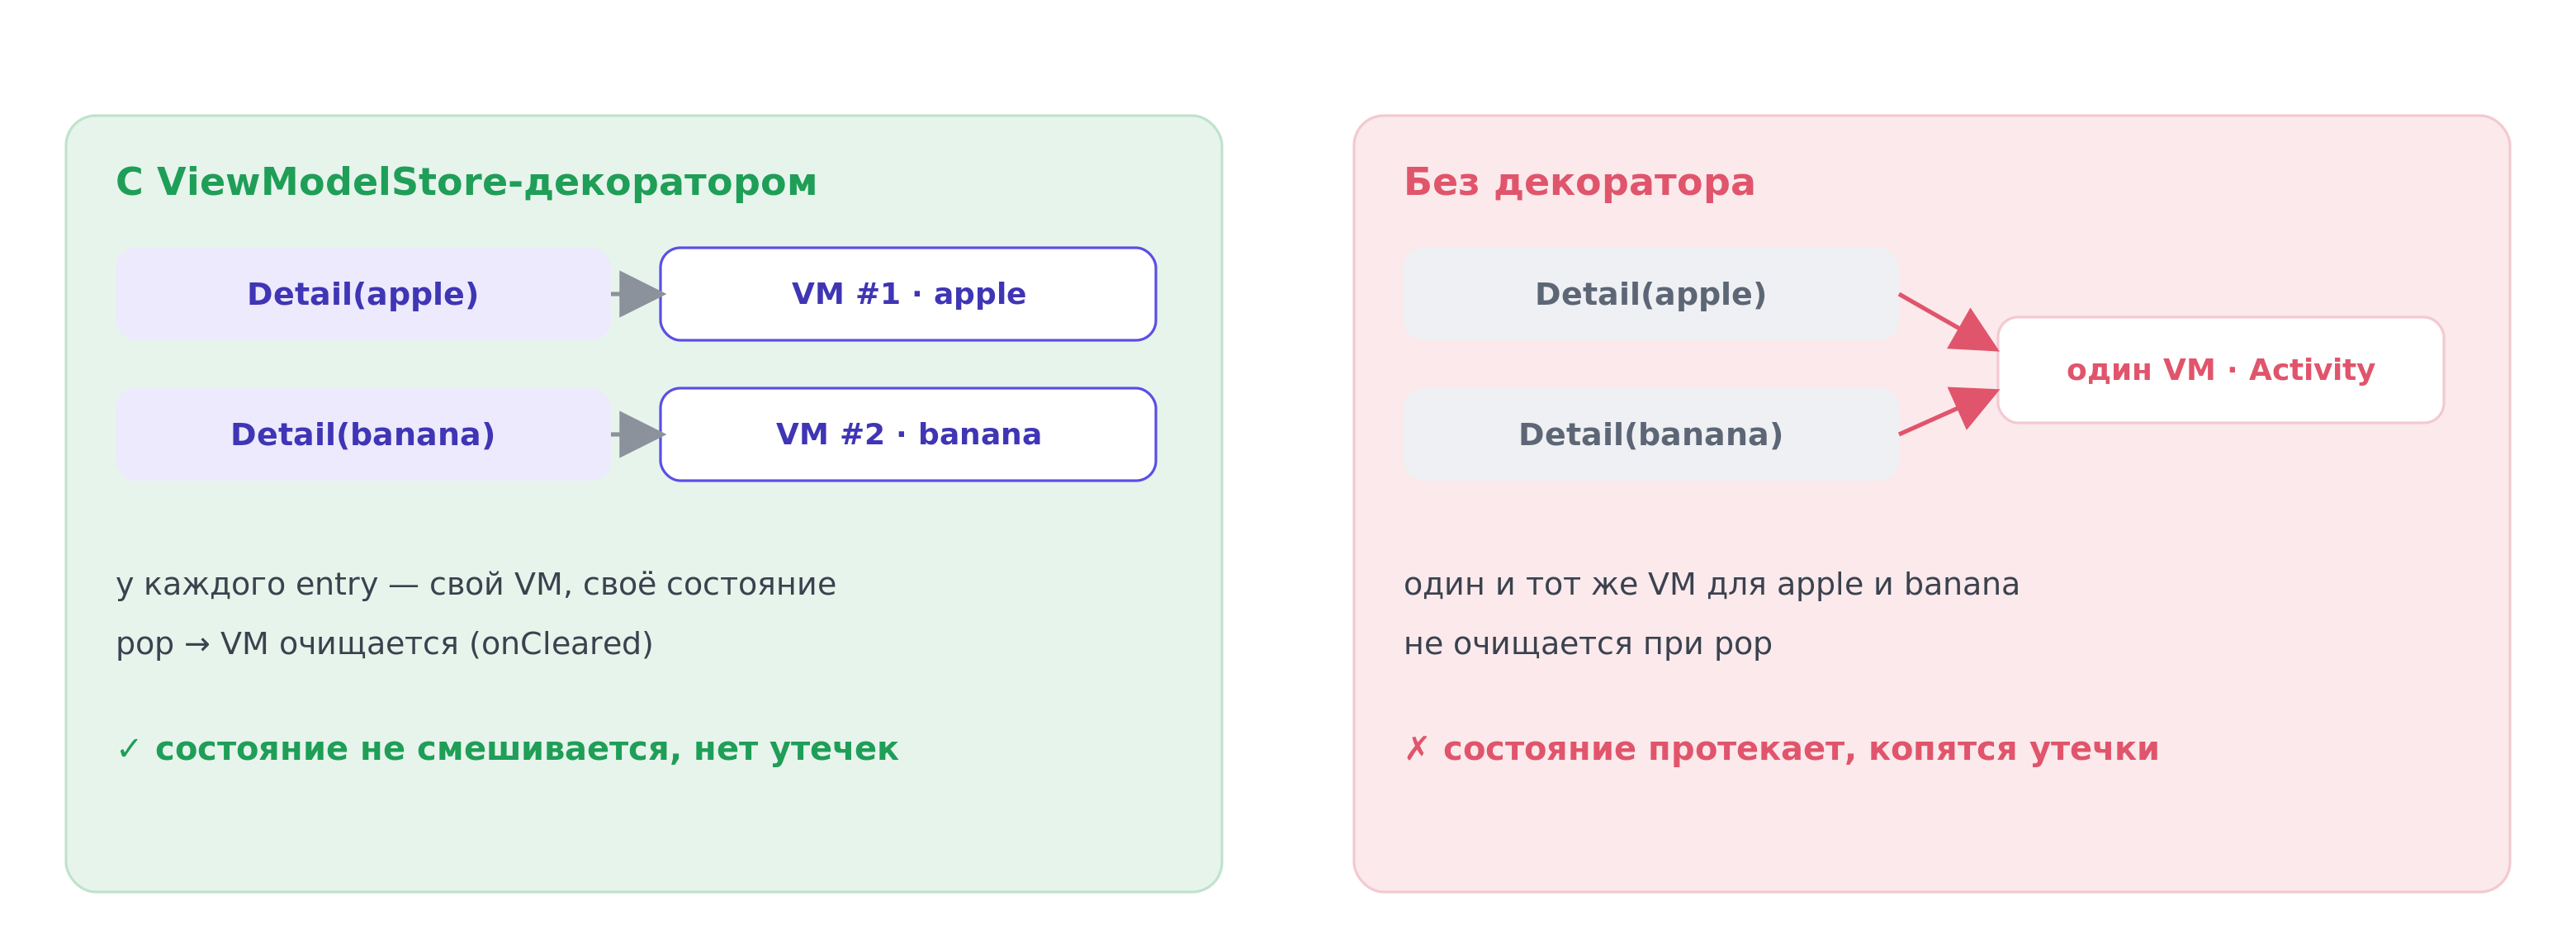 С ViewModelStore-декоратором
Detail(apple)
VM #1 · apple
Detail(banana)
VM #2 · banana
у каждого entry — свой VM, своё состояние
pop → VM очищается (onCleared)
✓ состояние не смешивается, нет утечек
Без декоратора
Detail(apple)
Detail(banana)
один VM · Activity
один и тот же VM для apple и banana
не очищается при pop
✗ состояние протекает, копятся утечки